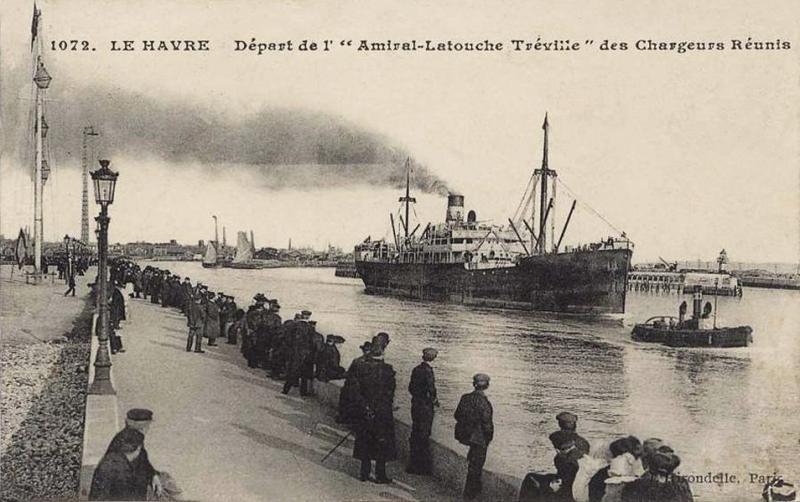 1072. LE HAVRE Départ de l' "Amiral-Latouche Tréville" des Chargeurs Réunis
Hirondelle, Paris